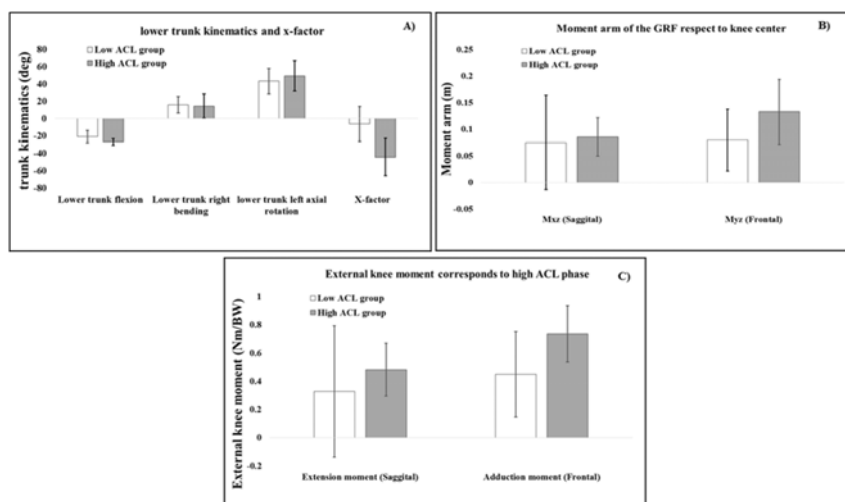 lower trunk kinematics and x-factor
A)
Low ACL group
High ACL group
trunk kinematics (deg)
80
60
40
20
0
-20
-40
-60
-80
Lower trunk flexion
Lower trunk right bending
lower trunk left axial rotation
X-factor
Moment arm of the GRF respect to knee center
B)
Low ACL group
High ACL group
Moment arm (m)
0.25
0.2
0.15
0.1
0.05
0
-0.05
Mxz (Saggital)
Myz (Frontal)
External knee moment corresponds to high ACL phase
C)
Low ACL group
High ACL group
External knee moment (Nm/BW)
1
0.8
0.6
0.4
0.2
0
-0.2
Extension moment (Saggital)
Adduction moment (Frontal)